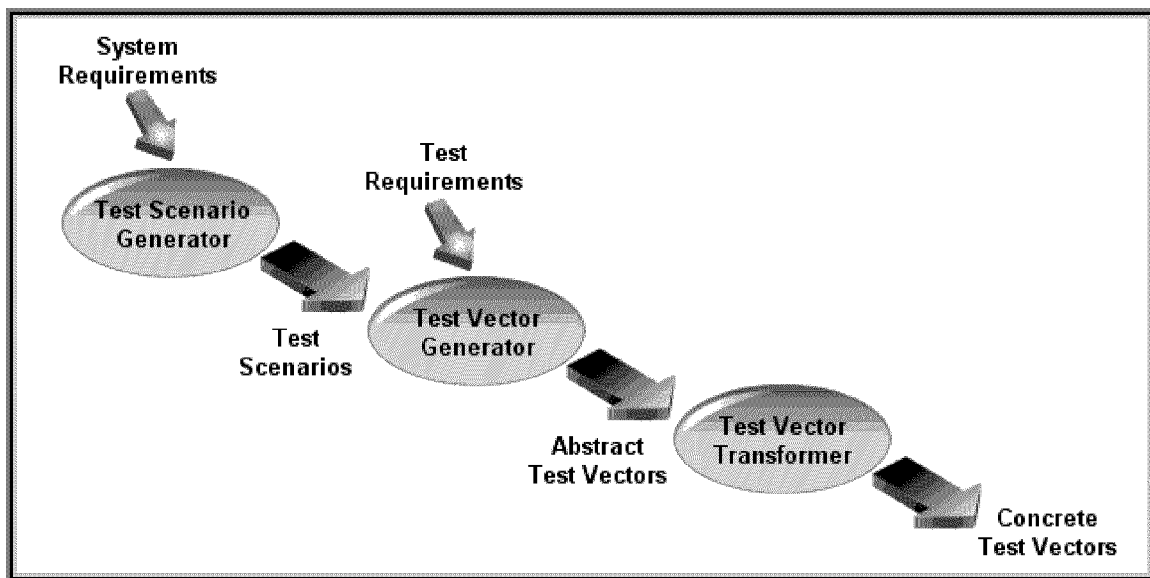 System
Requirements
Test Scenario
Generator
Test
Requirements
Test
Scenarios
Test Vector
Generator
Abstract
Test Vectors
Test Vector
Transformer
Concrete
Test Vectors